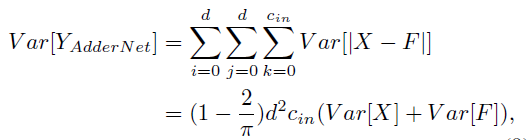 $$Var[Y_{AdderNet}] = \sum_{i=0}^{d} \sum_{j=0}^{d} \sum_{k=0}^{c_{in}} Var[|X - F|]$$
$$= (1 - \frac{2}{\pi})d^2 c_{in}(Var[X] + Var[F]),$$